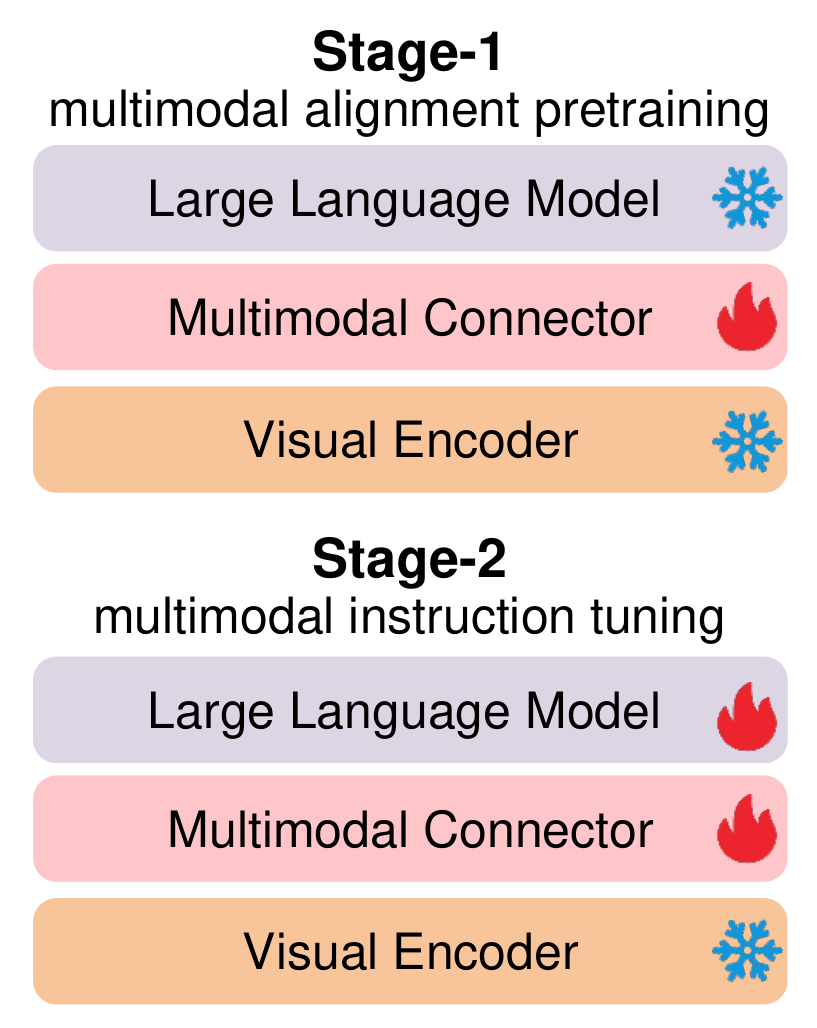 Stage-1
multimodal alignment pretraining
Large Language Model
Multimodal Connector
Visual Encoder
Stage-2
multimodal instruction tuning
Large Language Model
Multimodal Connector
Visual Encoder